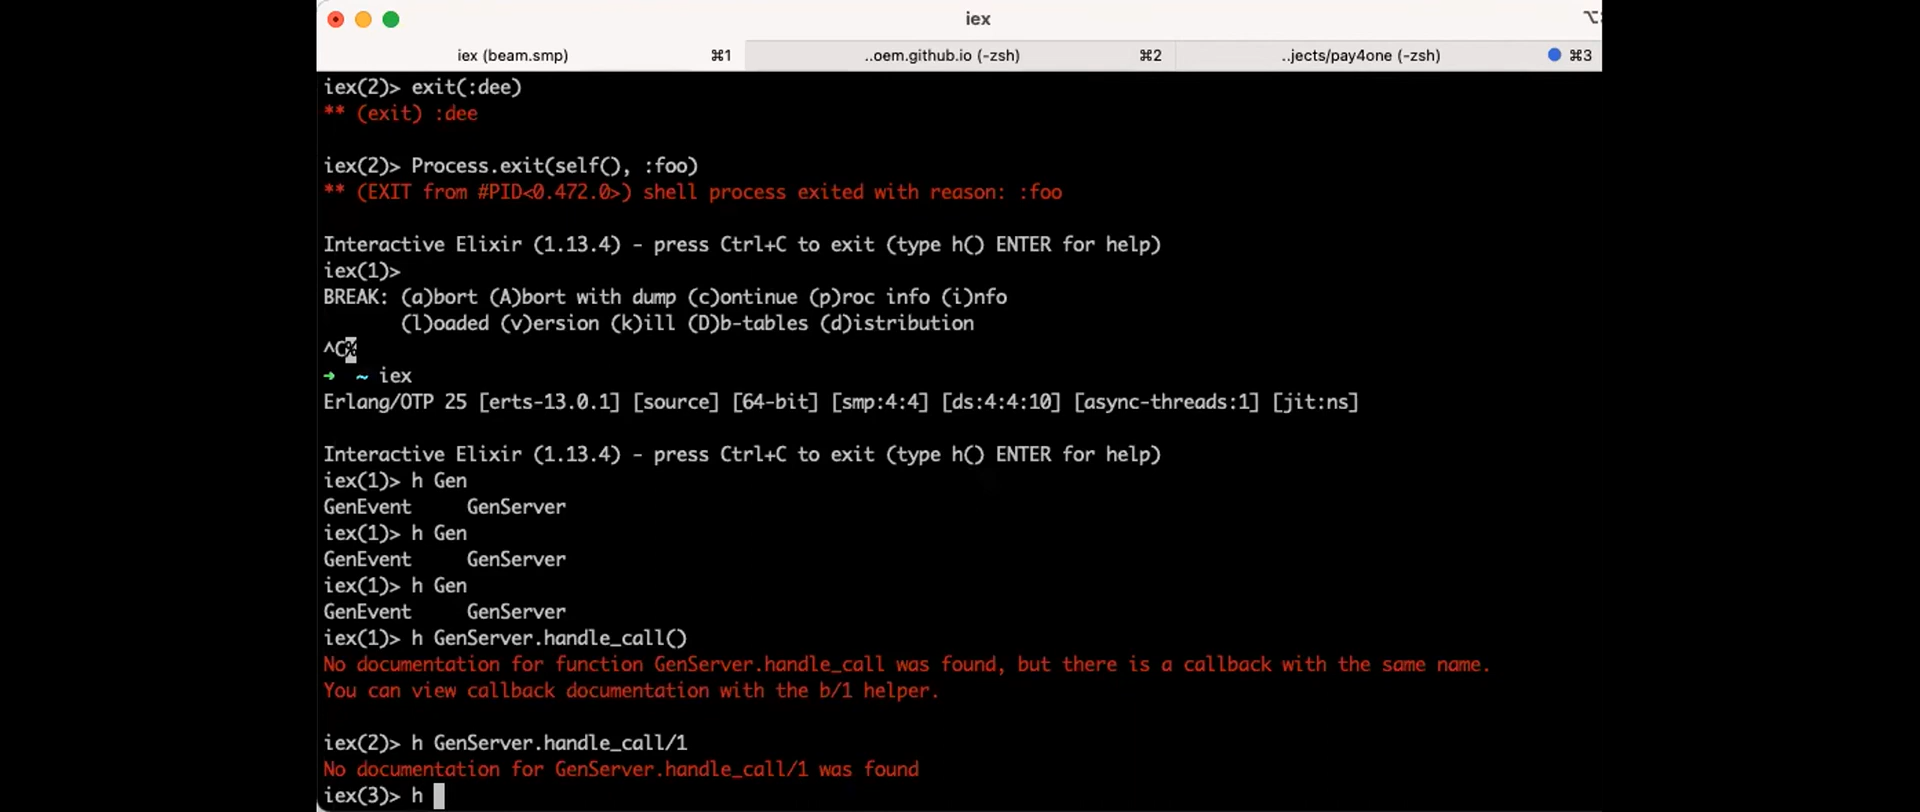 iex
iex (beam.smp) ⌘1 ..oem.github.io (-zsh) ⌘2 ..jects/pay4one (-zsh) ⌘3
iex(2)> exit(:dee)
** (exit) :dee
iex(2)> Process.exit(self(), :foo)
** (EXIT from #PID<0.472.0>) shell process exited with reason: :foo
Interactive Elixir (1.13.4) - press Ctrl+C to exit (type h() ENTER for help)
iex(1)>
BREAK: (a)bort (A)bort with dump (c)ontinue (p)roc info (i)nfo
(l)oaded (v)ersion (k)ill (D)b-tables (d)istribution
^C%
➜ ~ iex
Erlang/OTP 25 [erts-13.0.1] [source] [64-bit] [smp:4:4] [ds:4:4:10] [async-threads:1] [jit:ns]
Interactive Elixir (1.13.4) - press Ctrl+C to exit (type h() ENTER for help)
iex(1)> h Gen
GenEvent GenServer
iex(1)> h Gen
GenEvent GenServer
iex(1)> h Gen
GenEvent GenServer
iex(1)> h GenServer.handle_call()
No documentation for function GenServer.handle_call was found, but there is a callback with the same name.
You can view callback documentation with the b/1 helper.
iex(2)> h GenServer.handle_call/1
No documentation for GenServer.handle_call/1 was found
iex(3)> h